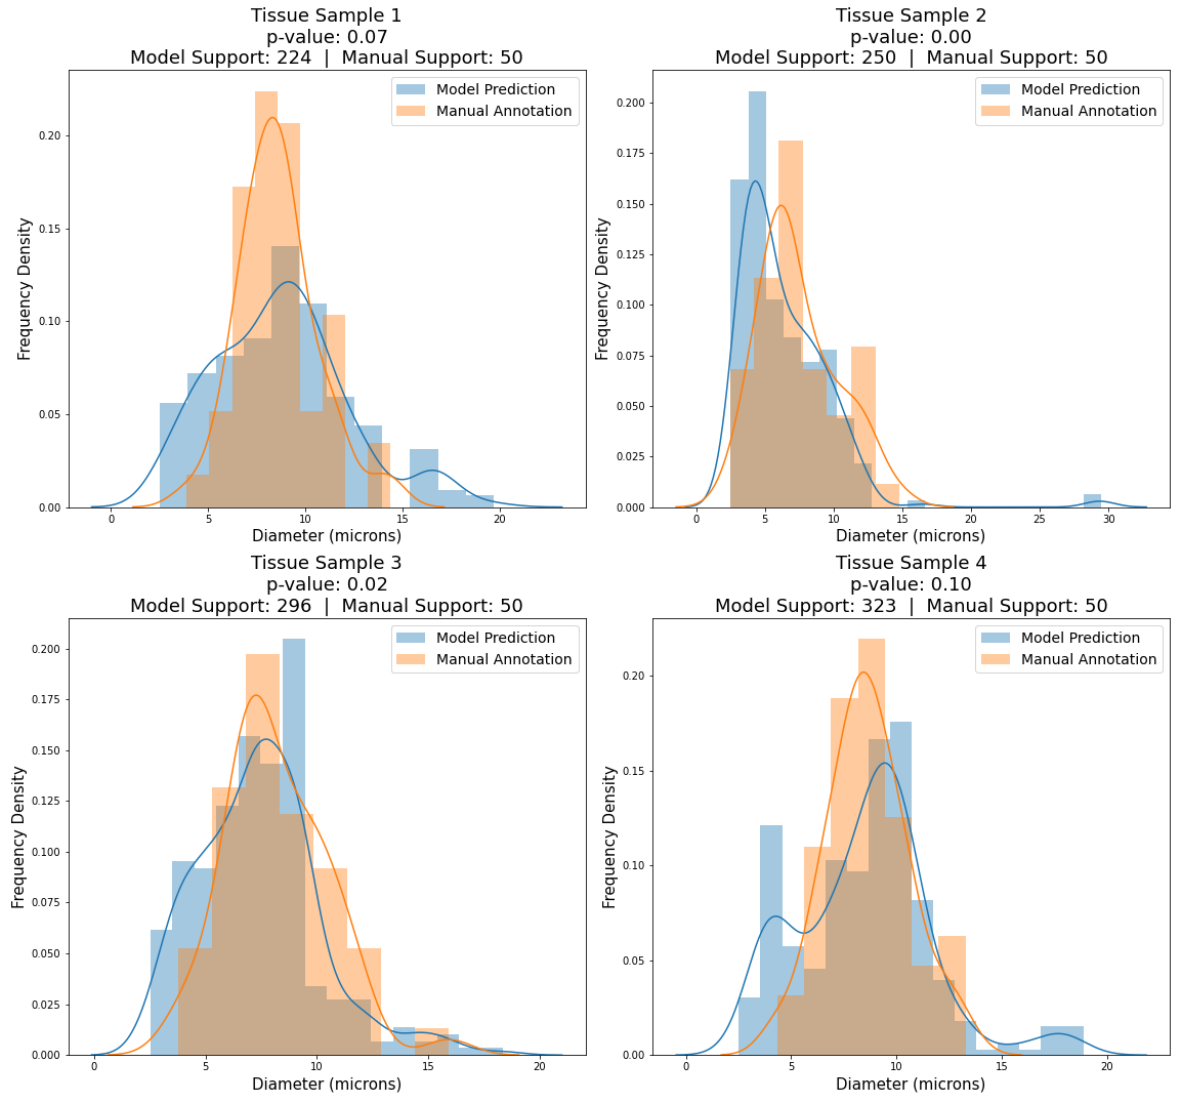 Tissue Sample 1
p-value: 0.07
Model Support: 224 | Manual Support: 50
Model Prediction
Manual Annotation
Frequency Density
0.20
0.15
0.10
0.05
0.00
0
5
10
15
20
Diameter (microns)
Tissue Sample 2
p-value: 0.00
Model Support: 250 | Manual Support: 50
Model Prediction
Manual Annotation
Frequency Density
0.200
0.175
0.150
0.125
0.100
0.075
0.050
0.025
0.000
0
5
10
15
20
25
30
Diameter (microns)
Tissue Sample 3
p-value: 0.02
Model Support: 296 | Manual Support: 50
Model Prediction
Manual Annotation
Frequency Density
0.200
0.175
0.150
0.125
0.100
0.075
0.050
0.025
0.000
0
5
10
15
20
Diameter (microns)
Tissue Sample 4
p-value: 0.10
Model Support: 323 | Manual Support: 50
Model Prediction
Manual Annotation
Frequency Density
0.20
0.15
0.10
0.05
0.00
0
5
10
15
20
Diameter (microns)